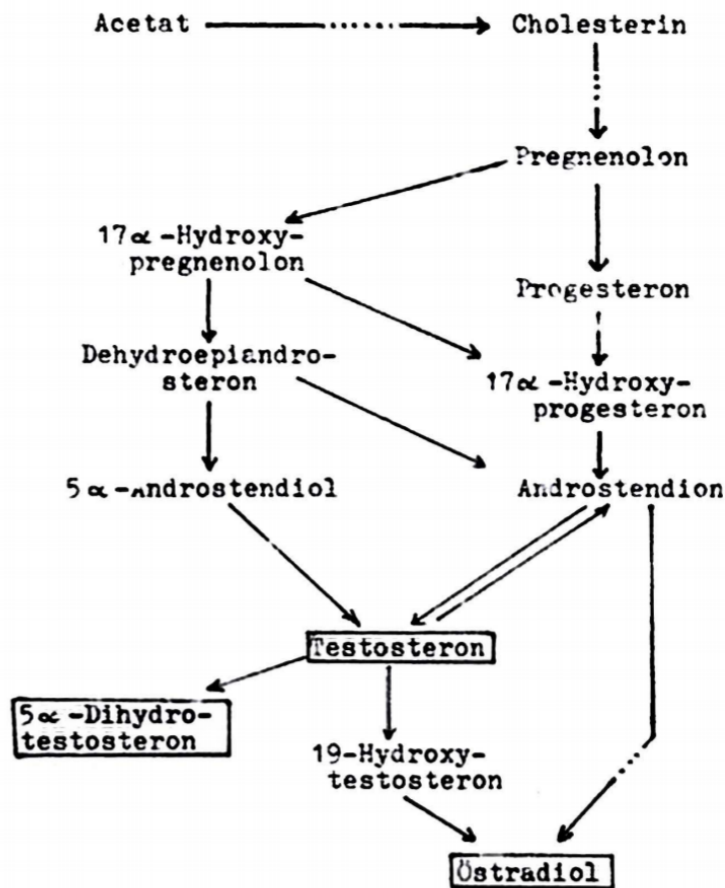 Acetat
Cholesterin
Pregnenolon
17α-Hydroxy-
pregnenolon
Progesteron
Dehydroepiandro-
steron
17α-Hydroxy-
progesteron
5α-Androstendiol
Androstendion
Testosteron
5α-Dihydro-
testosteron
19-Hydroxy-
testosteron
Östradiol